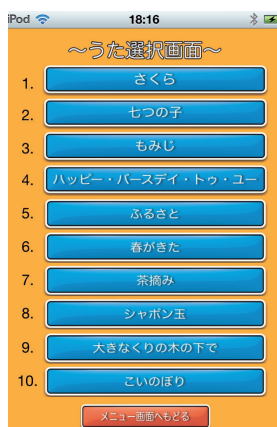 iPod 18:16
～うた選択画面～
1. さくら
2. 七つの子
3. もみじ
4. ハッピー・バースデイ・トゥ・ユー
5. ふるさと
6. 春がきた
7. 茶摘み
8. シャボン玉
9. 大きなくりの木の下で
10. こいのぼり
メニュー画面へもどる